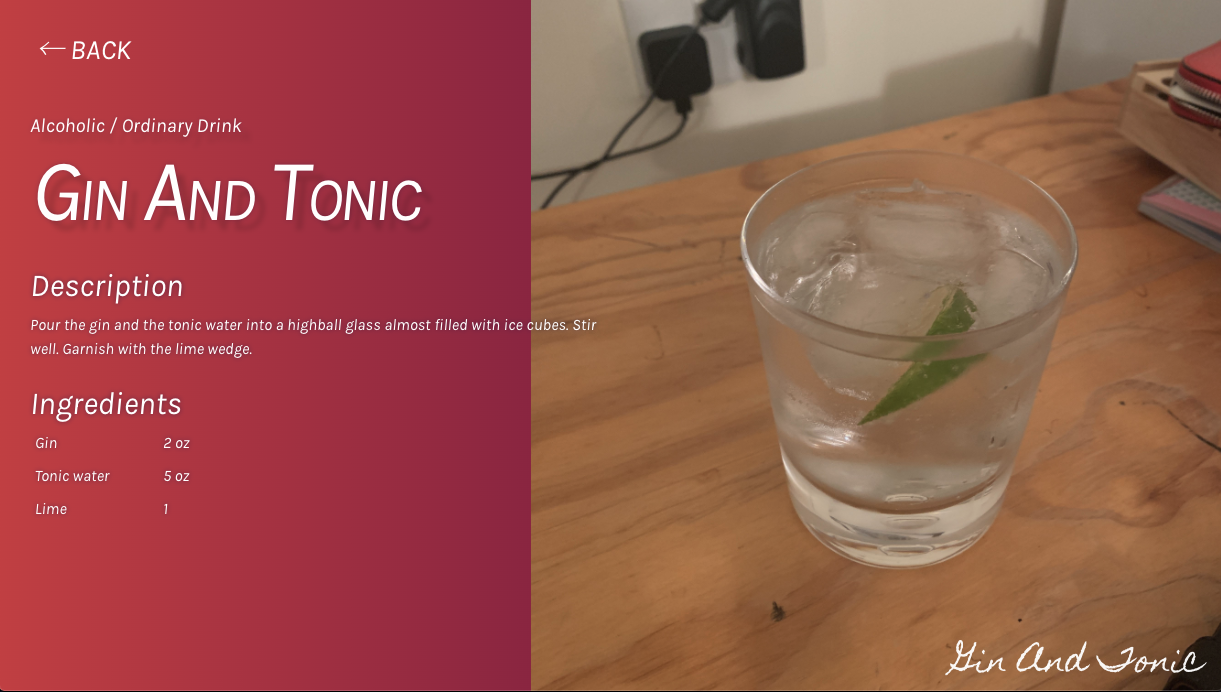 ← BACK
Alcoholic / Ordinary Drink
Gin And Tonic
Description
Pour the gin and the tonic water into a highball glass almost filled with ice cubes. Stir
well. Garnish with the lime wedge.
Ingredients
Gin 2 oz
Tonic water 5 oz
Lime 1
Gin And Tonic